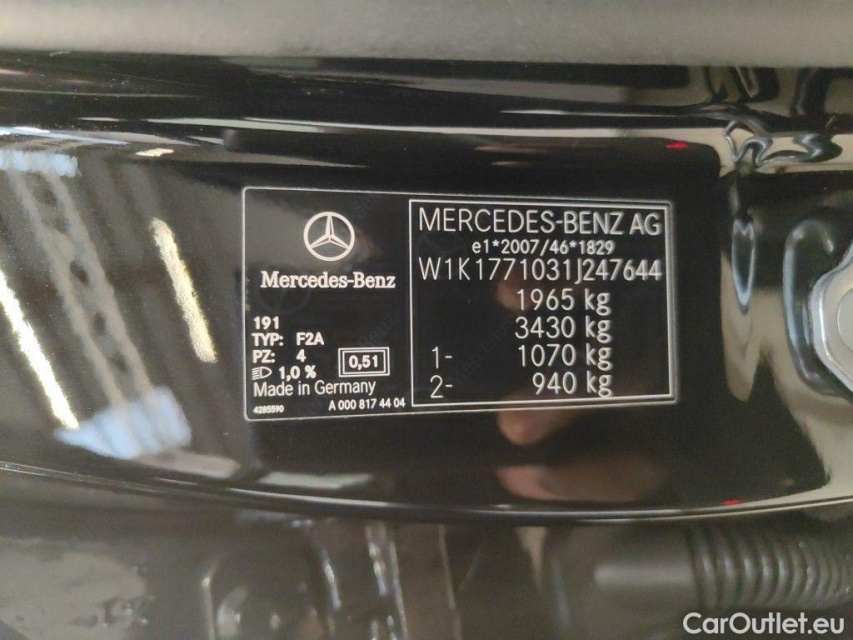 Mercedes-Benz
191
TYP: F2A
PZ: 4
1,0 %
0,51
Made in Germany
4285590
A 000 817 44 04
MERCEDES-BENZ AG
e1*2007/46*1829
W1K1771031J247644
1965 kg
3430 kg
1- 1070 kg
2- 940 kg
CarOutlet.eu